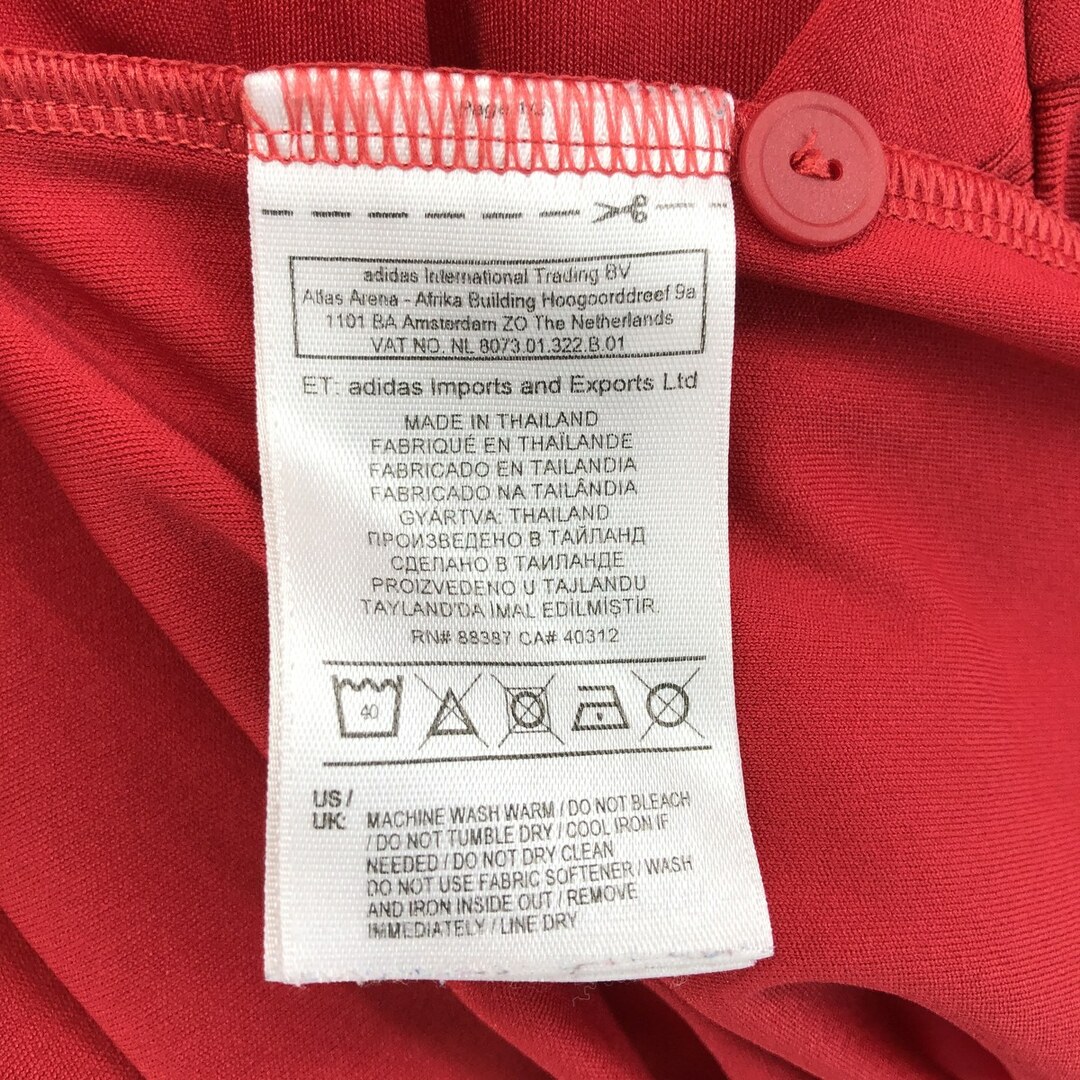 adidas International Trading BV
Atlas Arena - Afrika Building Hoogoorddreef 9a
1101 BA Amsterdam ZO The Netherlands
VAT NO. NL 8073.01.322.B.01
ET: adidas Imports and Exports Ltd
MADE IN THAILAND
FABRIQUÉ EN THAÏLANDE
FABRICADO EN TAILANDIA
FABRICADO NA TAILÂNDIA
GYÁRTVA: THAILAND
ПРОИЗВЕДЕНО В ТАЙЛАНД
СДЕЛАНО В ТАИЛАНДЕ
PROIZVEDENO U TAJLANDU
TAYLAND'DA İMAL EDİLMİŞTİR.
RN# 88387 CA# 40312
40
US /
UK: MACHINE WASH WARM / DO NOT BLEACH
/ DO NOT TUMBLE DRY / COOL IRON IF
NEEDED / DO NOT DRY CLEAN
DO NOT USE FABRIC SOFTENER / WASH
AND IRON INSIDE OUT / REMOVE
IMMEDIATELY / LINE DRY